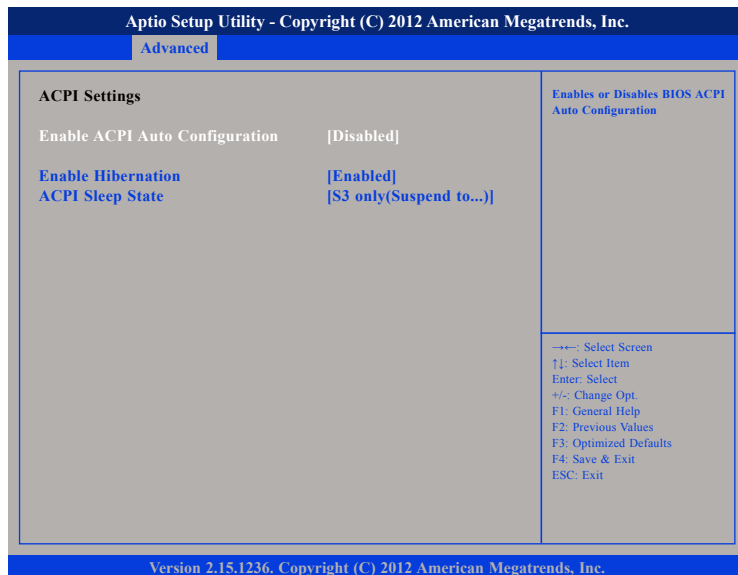 Aptio Setup Utility - Copyright (C) 2012 American Megatrends, Inc.
Advanced
ACPI Settings
Enable ACPI Auto Configuration [Disabled]
Enable Hibernation [Enabled]
ACPI Sleep State [S3 only(Suspend to...)]
Enables or Disables BIOS ACPI
Auto Configuration
→←: Select Screen
↑↓: Select Item
Enter: Select
+/-: Change Opt.
F1: General Help
F2: Previous Values
F3: Optimized Defaults
F4: Save & Exit
ESC: Exit
Version 2.15.1236. Copyright (C) 2012 American Megatrends, Inc.